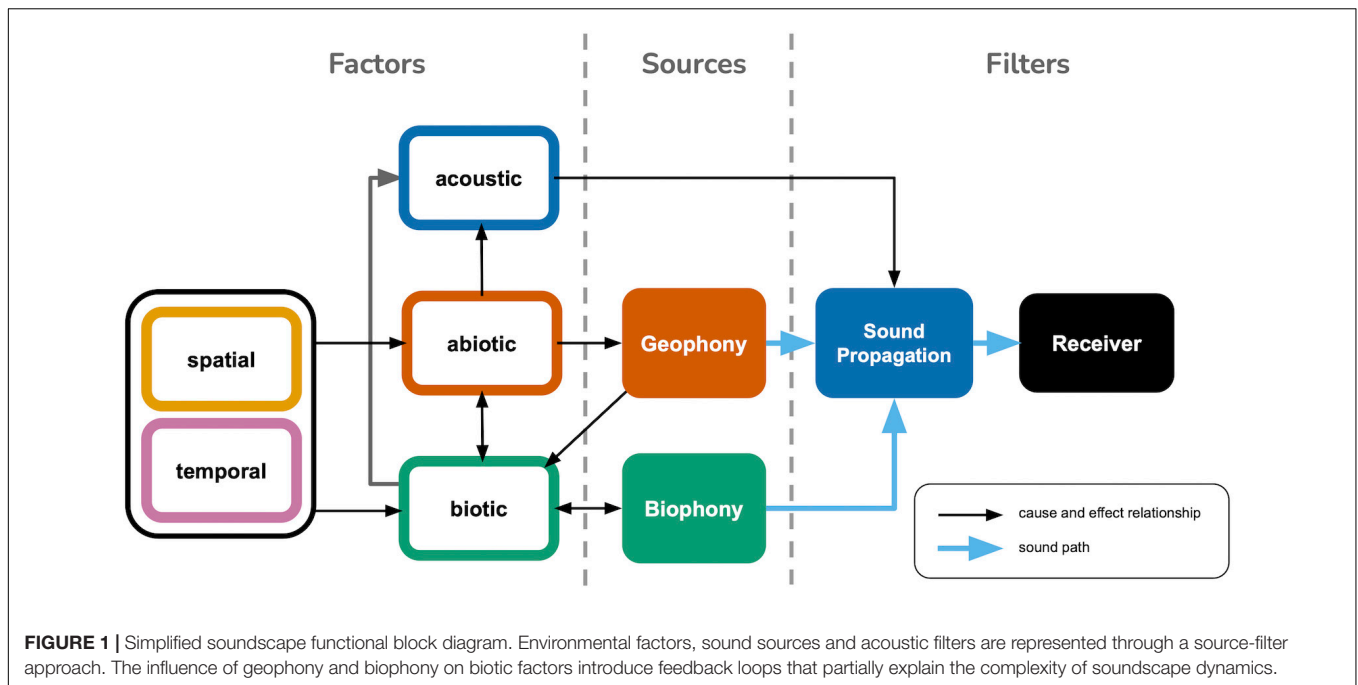 Factors
Sources
Filters
acoustic
spatial
abiotic
Geophony
Sound
Propagation
Receiver
temporal
biotic
Biophony
cause and effect relationship
sound path
FIGURE 1 | Simplified soundscape functional block diagram. Environmental factors, sound sources and acoustic filters are represented through a source-filter
approach. The influence of geophony and biophony on biotic factors introduce feedback loops that partially explain the complexity of soundscape dynamics.